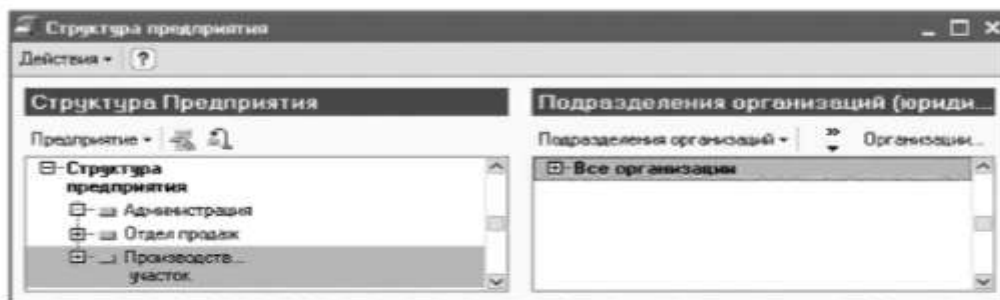 Структура предприятия
Действия ?
Структура Предприятия
Подразделения организаций (юриди...
Предприятие
Подразделения организаций
Организации...
Структура
предприятия
Администрация
Отдел продаж
Производств...
участок
Все организации